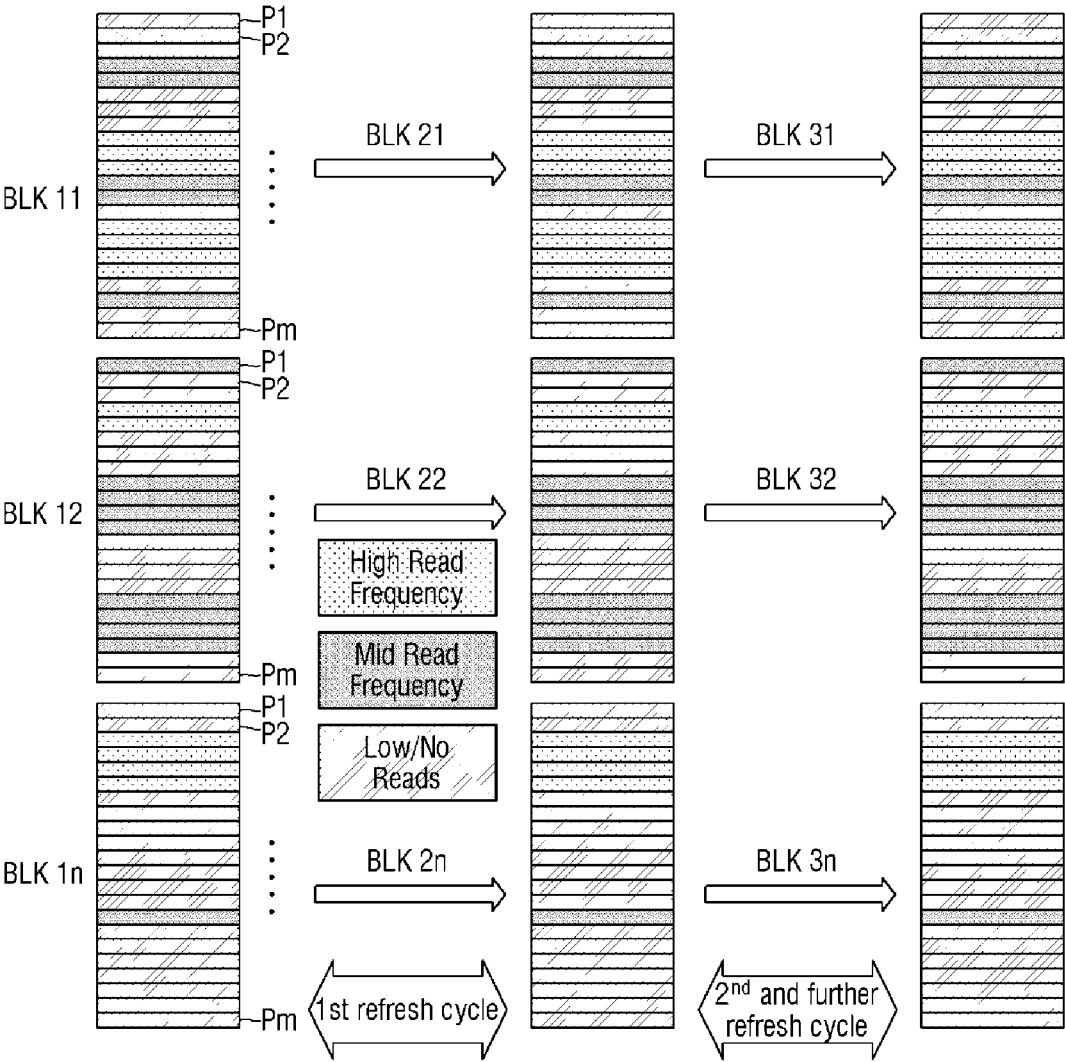 P1
P2
BLK 21
BLK 31
BLK 11
Pm
P1
P2
BLK 22
BLK 32
BLK 12
High Read
Frequency
Mid Read
Frequency
Pm
P1
P2
Low/No
Reads
BLK 2n
BLK 3n
BLK 1n
1st refresh cycle
2nd and further
refresh cycle
Pm